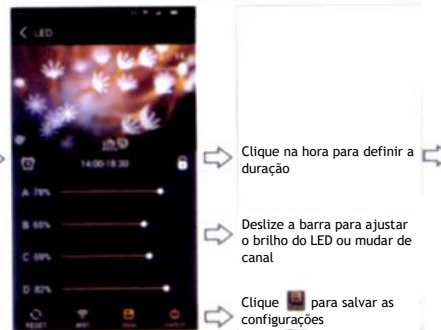 LED
14:00-18:30
Clique na hora para definir a
duração
A 78%
B 65%
Deslize a barra para ajustar
o brilho do LED ou mudar de
canal
C 69%
D 82%
Clique para salvar as
configurações
RESET WIFI